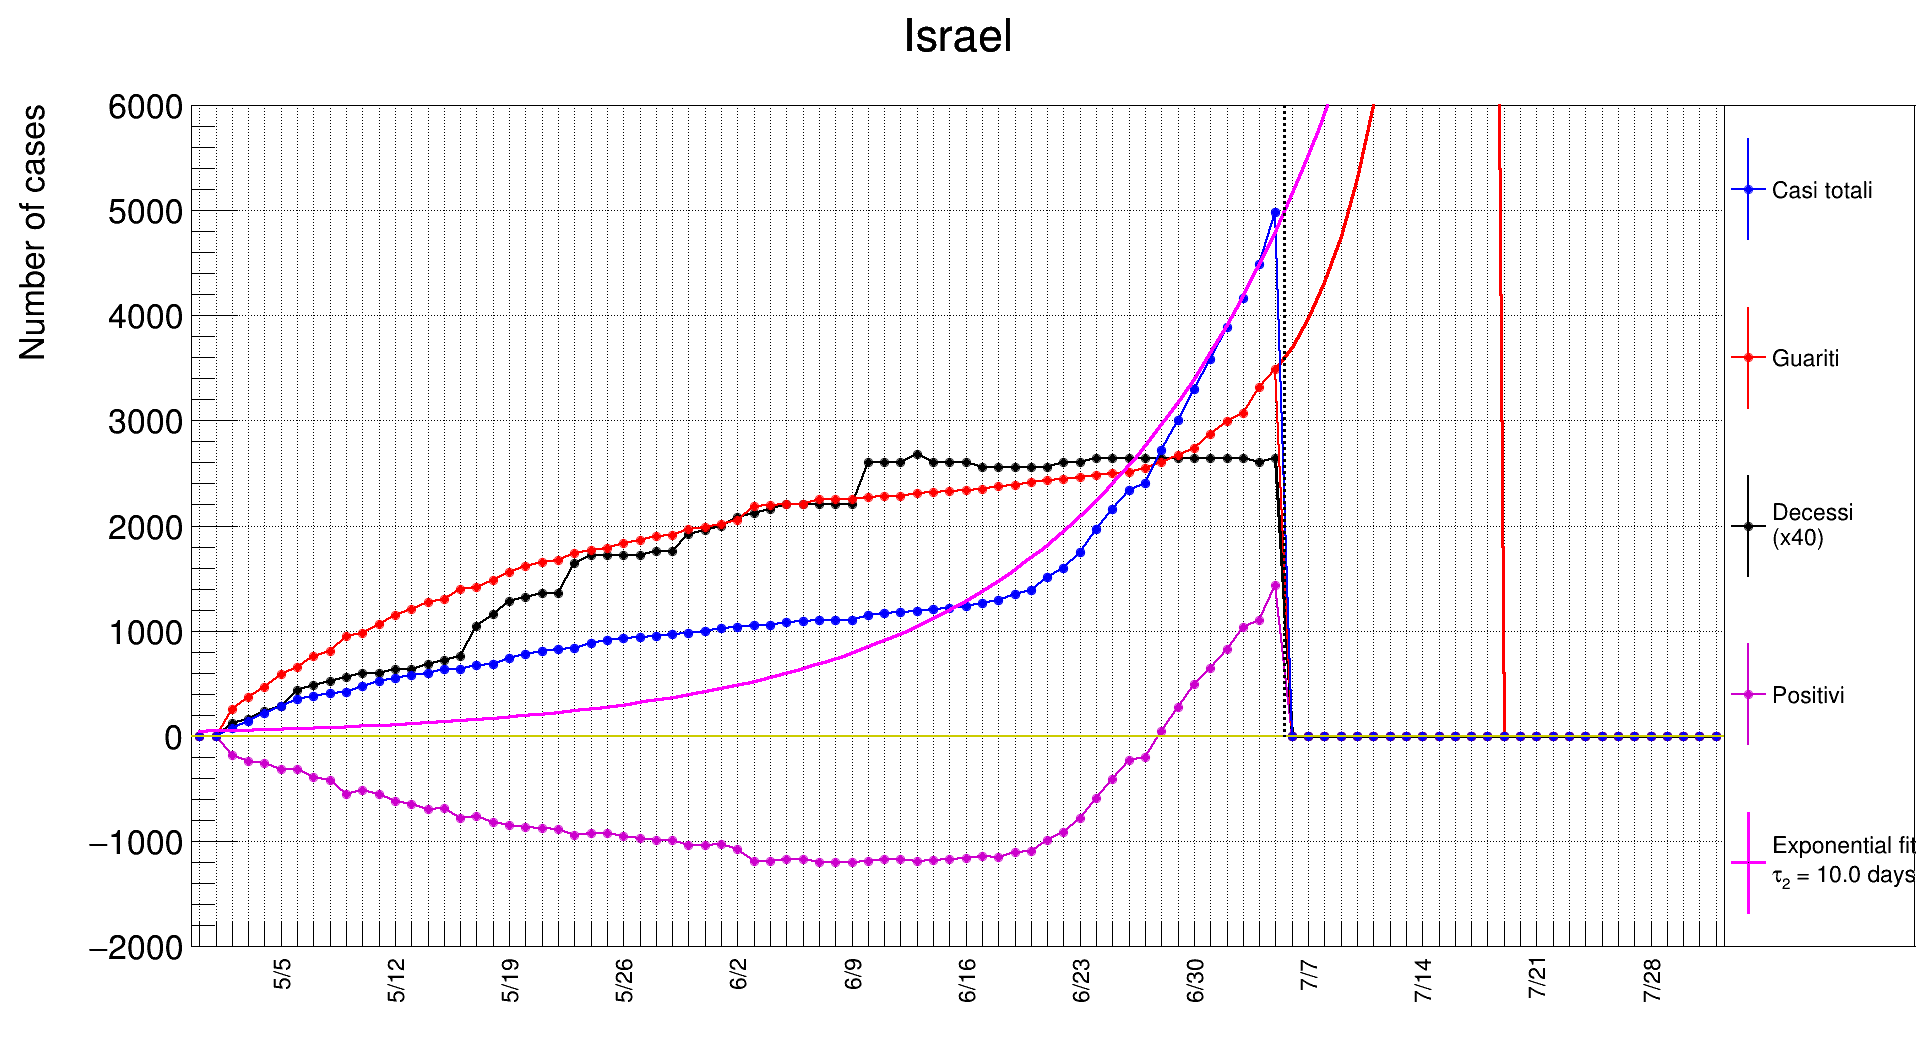 Israel
Number of cases
6000
5000
4000
3000
2000
1000
0
−1000
−2000
5/5
5/12
5/19
5/26
6/2
6/9
6/16
6/23
6/30
7/7
7/14
7/21
7/28
Casi totali
Guariti
Decessi
(x40)
Positivi
Exponential fit
τ2 = 10.0 days